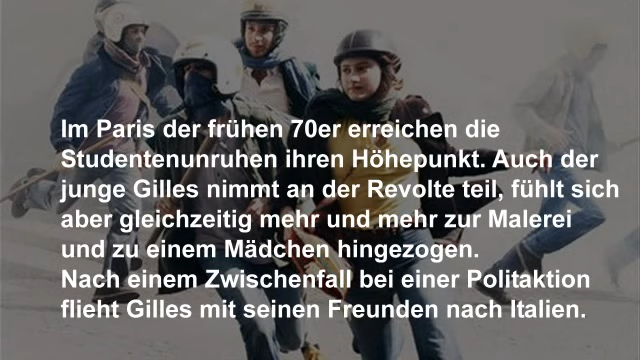 Im Paris der frühen 70er erreichen die
Studentenunruhen ihren Höhepunkt. Auch der
junge Gilles nimmt an der Revolte teil, fühlt sich
aber gleichzeitig mehr und mehr zur Malerei
und zu einem Mädchen hingezogen.
Nach einem Zwischenfall bei einer Politaktion
flieht Gilles mit seinen Freunden nach Italien.